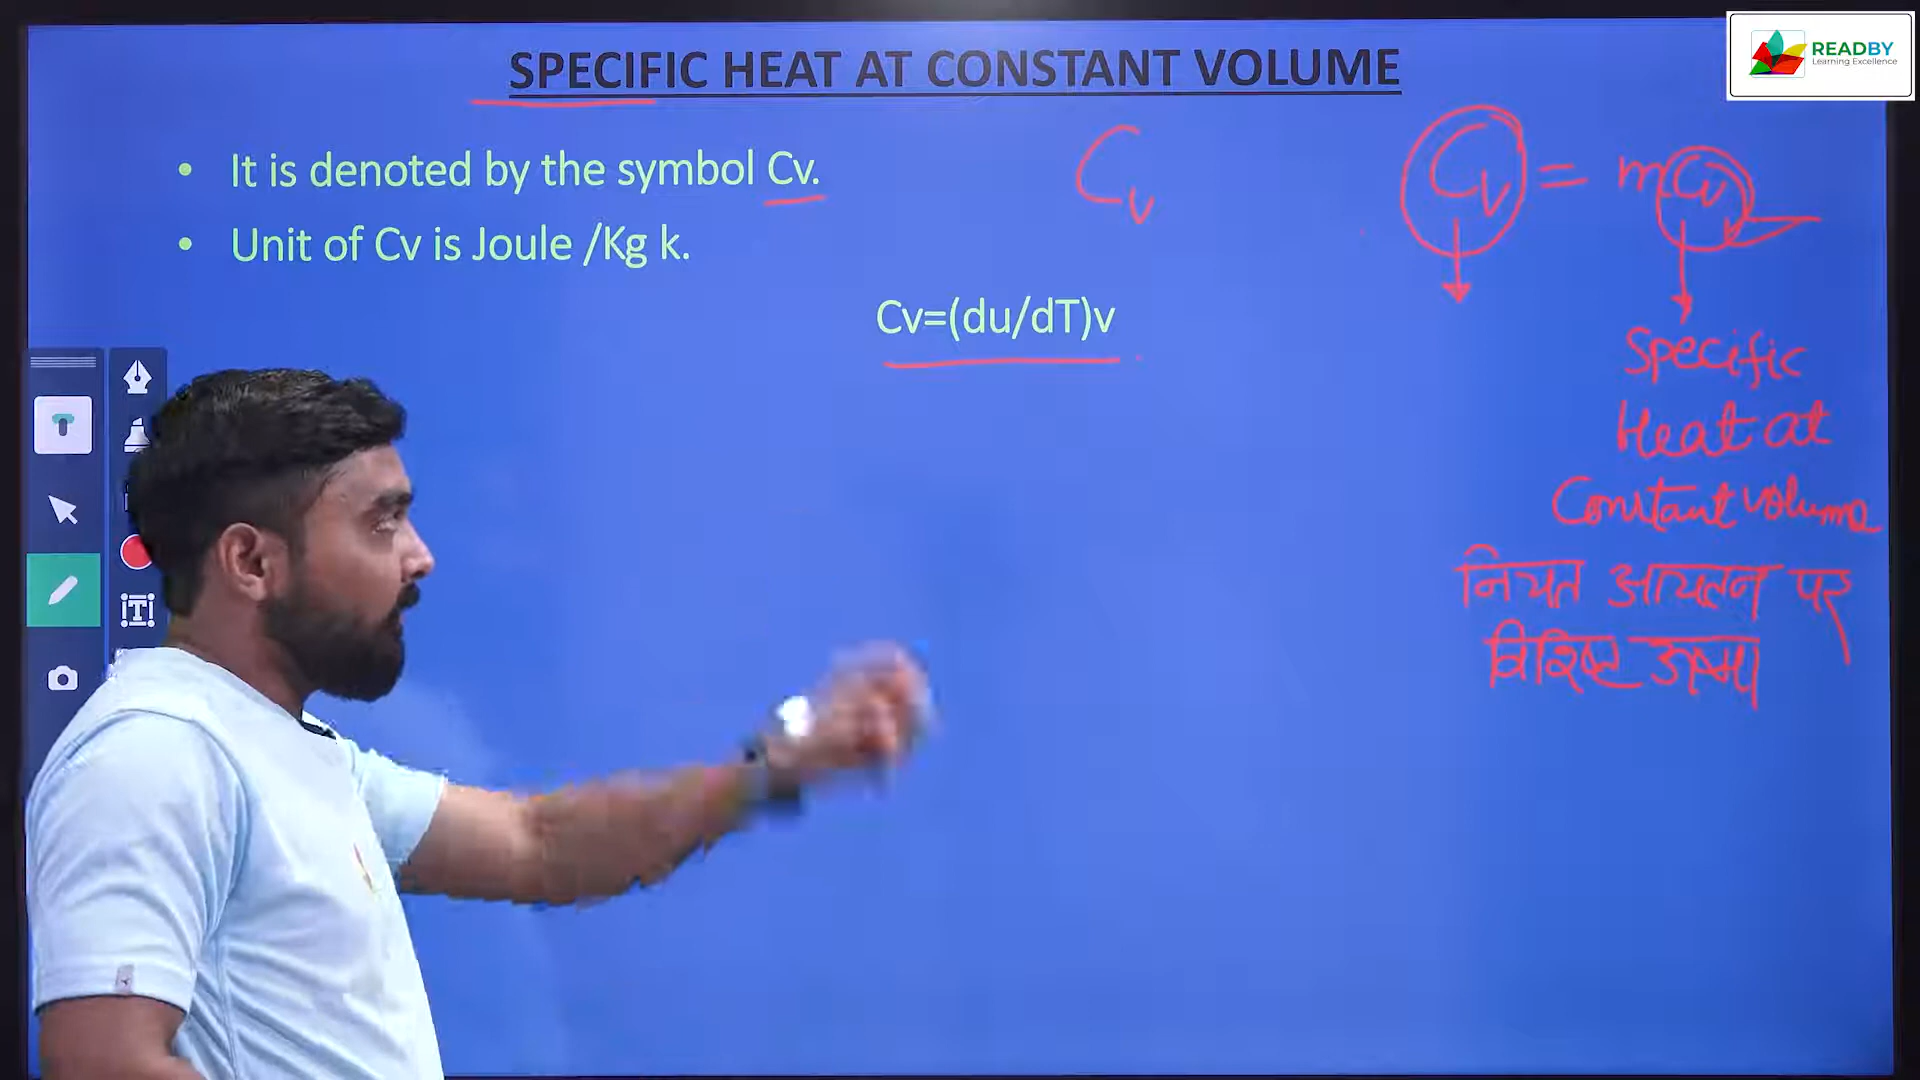 SPECIFIC HEAT AT CONSTANT VOLUME
READBY
Learning Excellence
• It is denoted by the symbol Cv.
• Unit of Cv is Joule /Kg k.
Cv=(du/dT)v
Cv
Cv = mCv
Specific
Heat at
Constant volume
नियत आयतन पर
विशिष्ट ऊष्मा
T